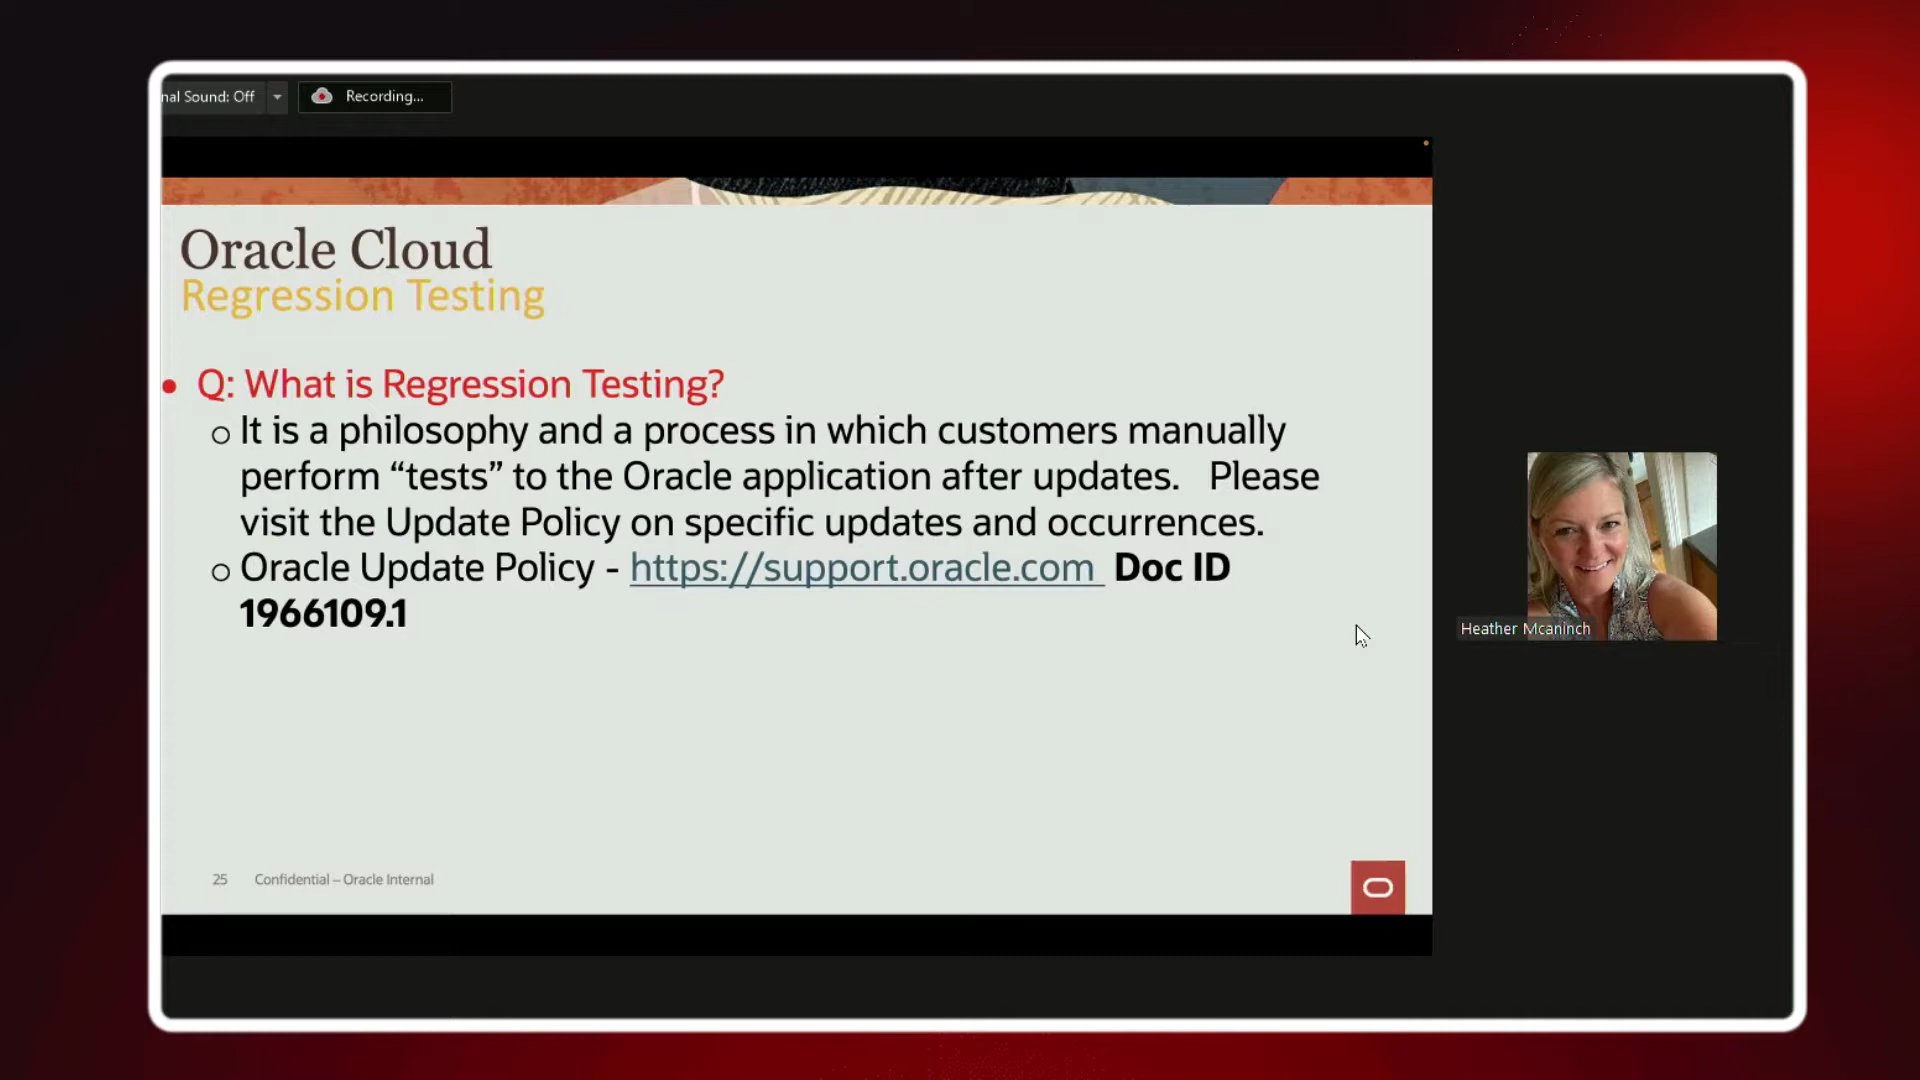 nal Sound: Off
Recording...
Oracle Cloud
Regression Testing
• Q: What is Regression Testing?
o It is a philosophy and a process in which customers manually
perform “tests” to the Oracle application after updates. Please
visit the Update Policy on specific updates and occurrences.
o Oracle Update Policy - https://support.oracle.com Doc ID
1966109.1
Heather Mcaninch
25 Confidential – Oracle Internal